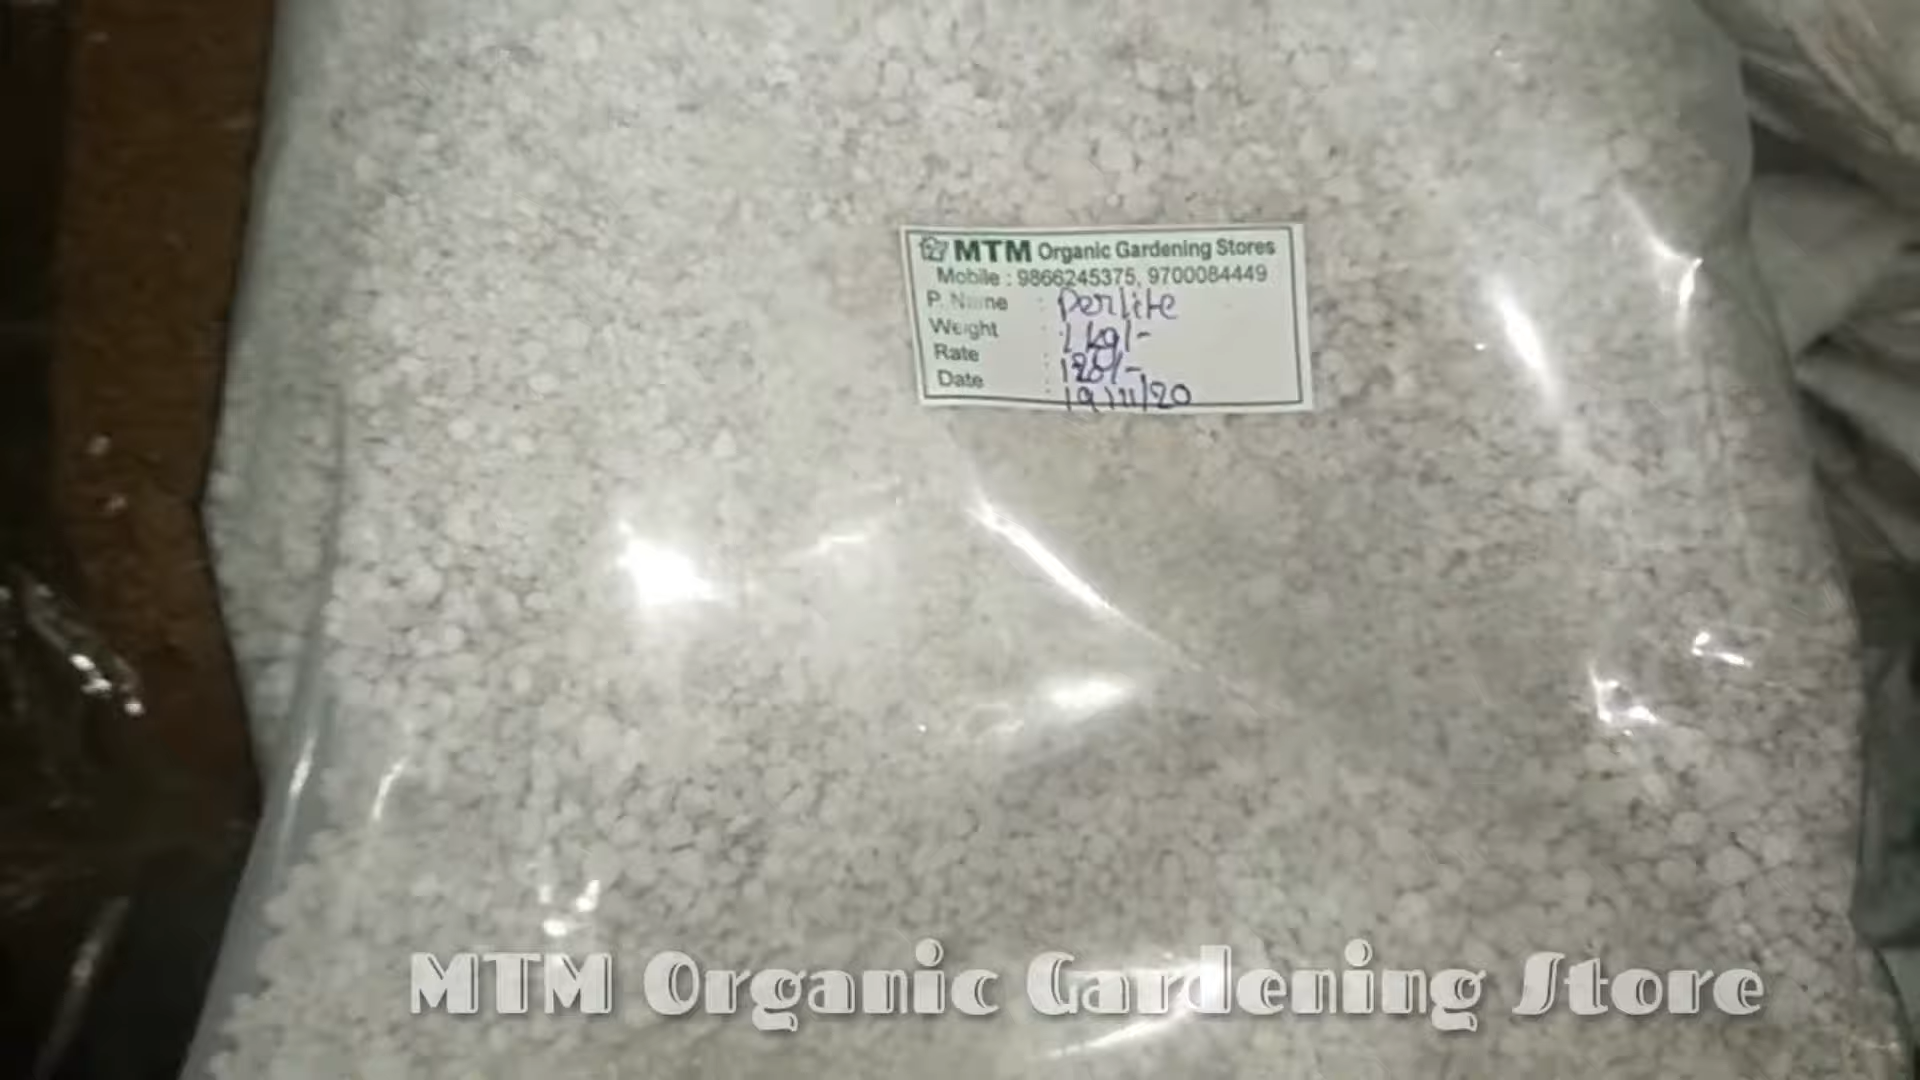 MTM Organic Gardening Stores
Mobile : 9866245375, 9700084449
P. Name : Perlite
Weight : 1 kg/-
Rate : 120/-
Date : 19/11/20
MTM Organic Gardening Store